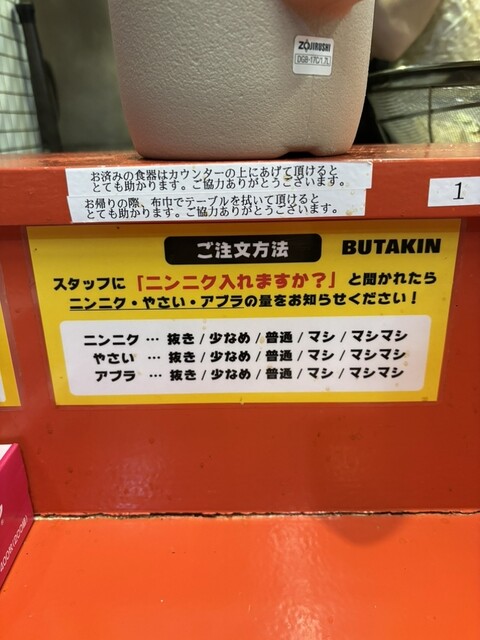 ZOJIRUSHI
DGB-17C/1.7L
お済みの食器はカウンターの上にあげて頂けると
とても助かります。ご協力ありがとうございます。
お帰りの際、布巾でテーブルを拭いて頂けると
とても助かります。ご協力ありがとうございます。
1
ご注文方法
BUTAKIN
スタッフに「ニンニク入れますか?」と聞かれたら
ニンニク・やさい・アブラの量をお知らせください!
ニンニク … 抜き / 少なめ / 普通 / マシ / マシマシ
やさい … 抜き / 少なめ / 普通 / マシ / マシマシ
アブラ … 抜き / 少なめ / 普通 / マシ / マシマシ